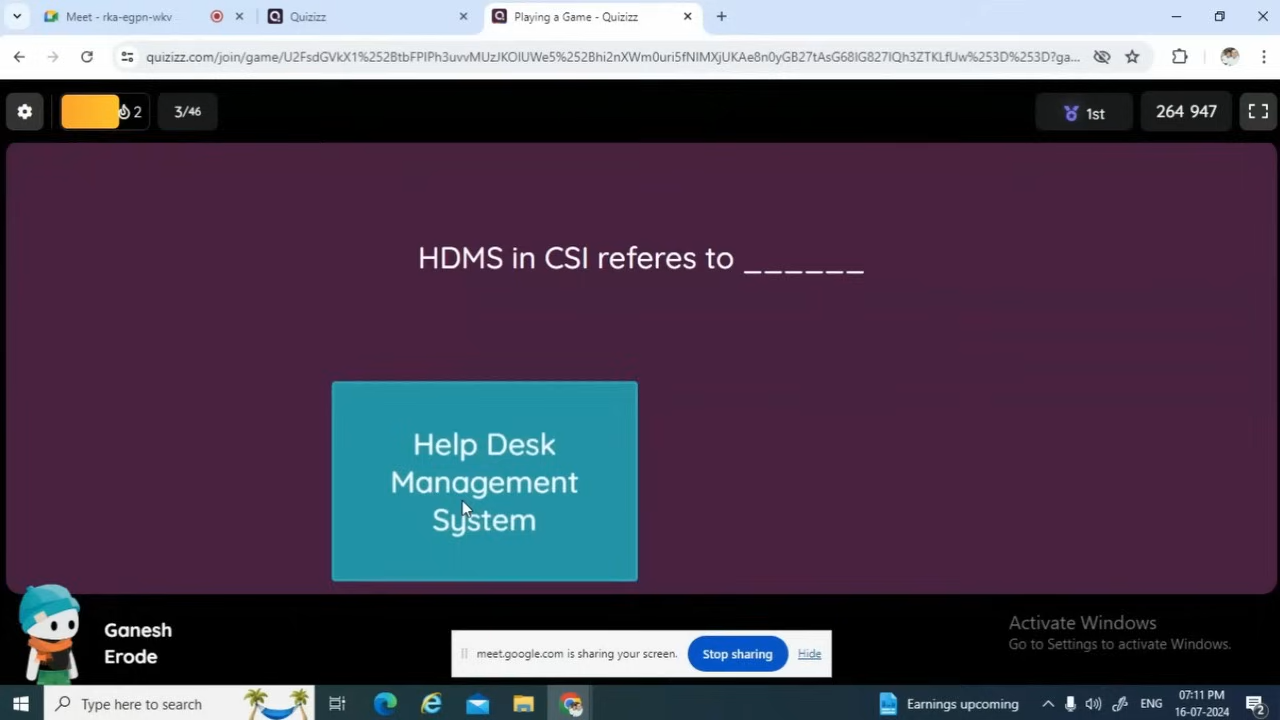 Meet - rka-egpn-wkv
Quizizz
Playing a Game - Quizizz
quizizz.com/join/game/U2FsdGVkX1%252BtbFPIPh3uvvMUzJKOlUWe5%252Bhi2nXWm0uri5fNIMXjUKAe8n0yGB27tAsG68IG827IQh3ZTKLfUw%253D%253D?ga...
2
3/46
1st
264 947
HDMS in CSI referes to ______
Help Desk
Management
System
Ganesh
Erode
meet.google.com is sharing your screen.
Stop sharing
Hide
Activate Windows
Go to Settings to activate Windows.
Type here to search
Earnings upcoming
ENG
07:11 PM
16-07-2024
2